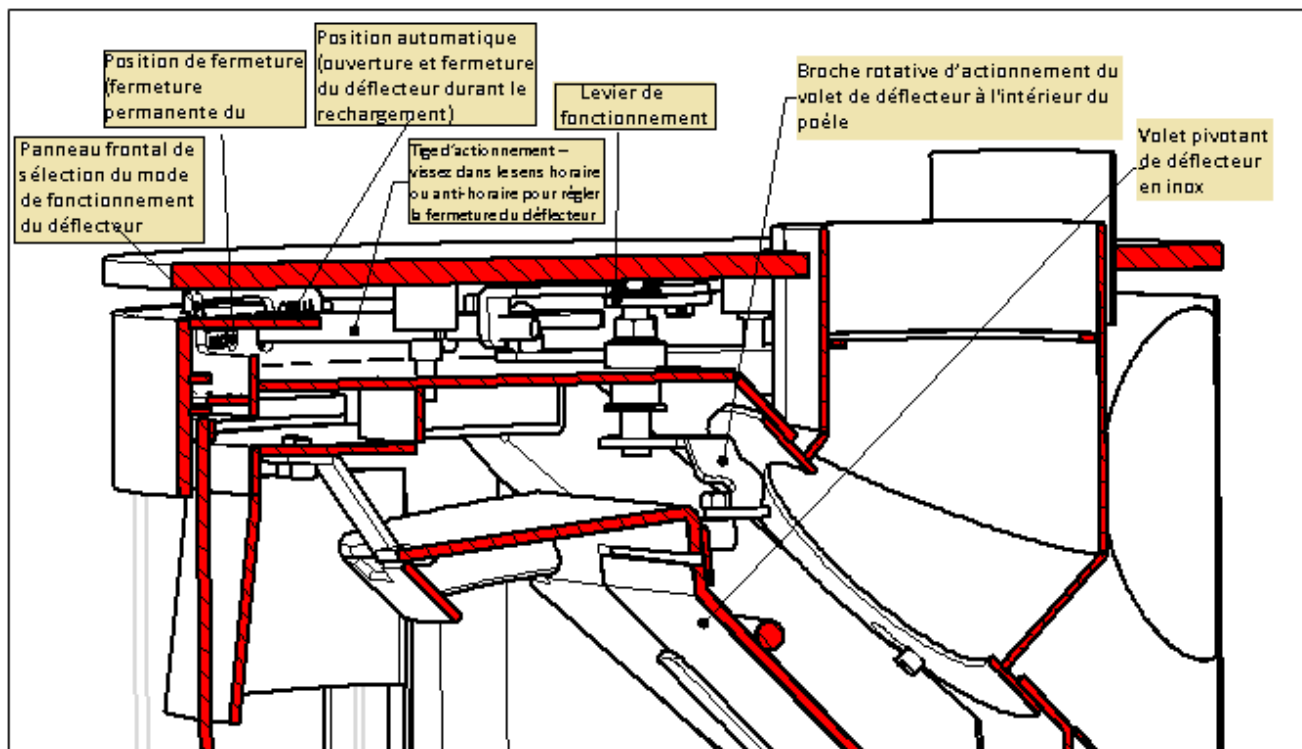 Position de fermeture
(fermeture
permanente du
Position automatique
(ouverture et fermeture
du déflecteur durant le
rechargement)
Levier de
fonctionnement
Broche rotative d'actionnement du
volet de déflecteur à l'intérieur du
poêle
Volet pivotant
de déflecteur
en inox
Panneau frontal de
sélection du mode
de fonctionnement
du déflecteur
Tige d'actionnement –
vissez dans le sens horaire
ou anti-horaire pour régler
la fermeture du déflecteur